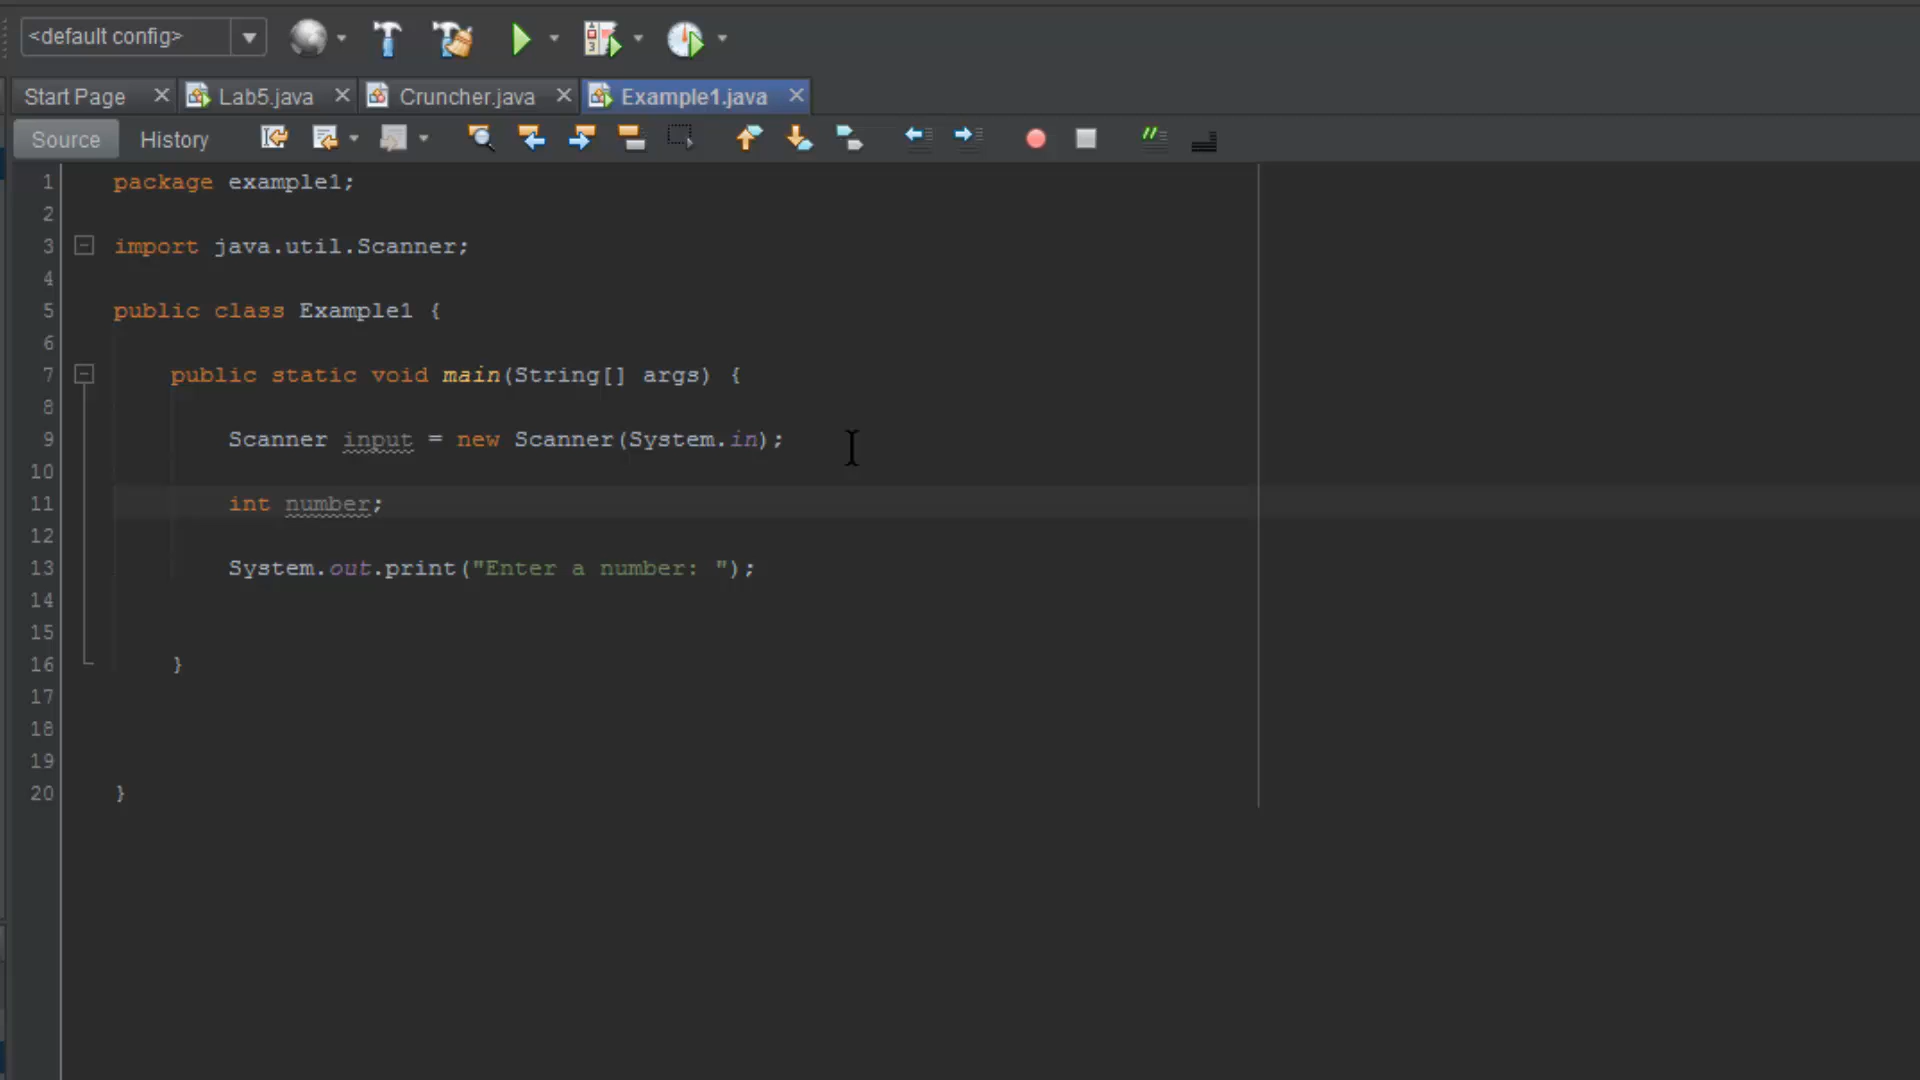 <default config>
Start Page Lab5.java Cruncher.java Example1.java
Source History
1 package example1;
2
3 import java.util.Scanner;
4
5 public class Example1 {
6
7 public static void main(String[] args) {
8
9 Scanner input = new Scanner(System.in);
10
11 int number;
12
13 System.out.print("Enter a number: ");
14
15
16 }
17
18
19
20 }